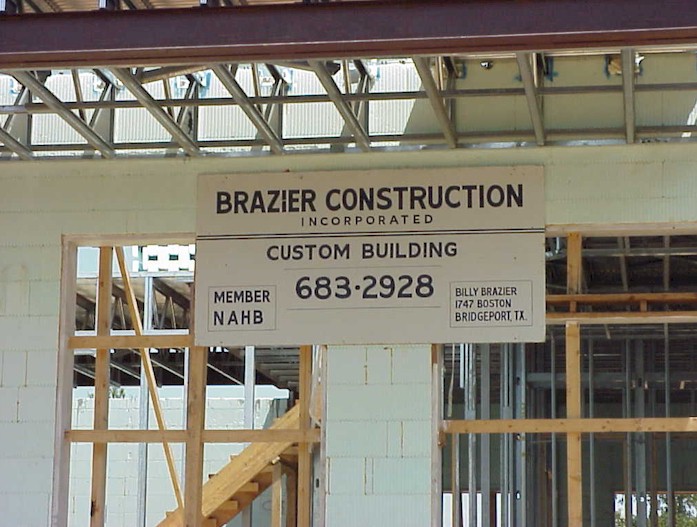 BRAZIER CONSTRUCTION
INCORPORATED
CUSTOM BUILDING
683-2928
MEMBER
NAHB
BILLY BRAZIER
1747 BOSTON
BRIDGEPORT, TX.